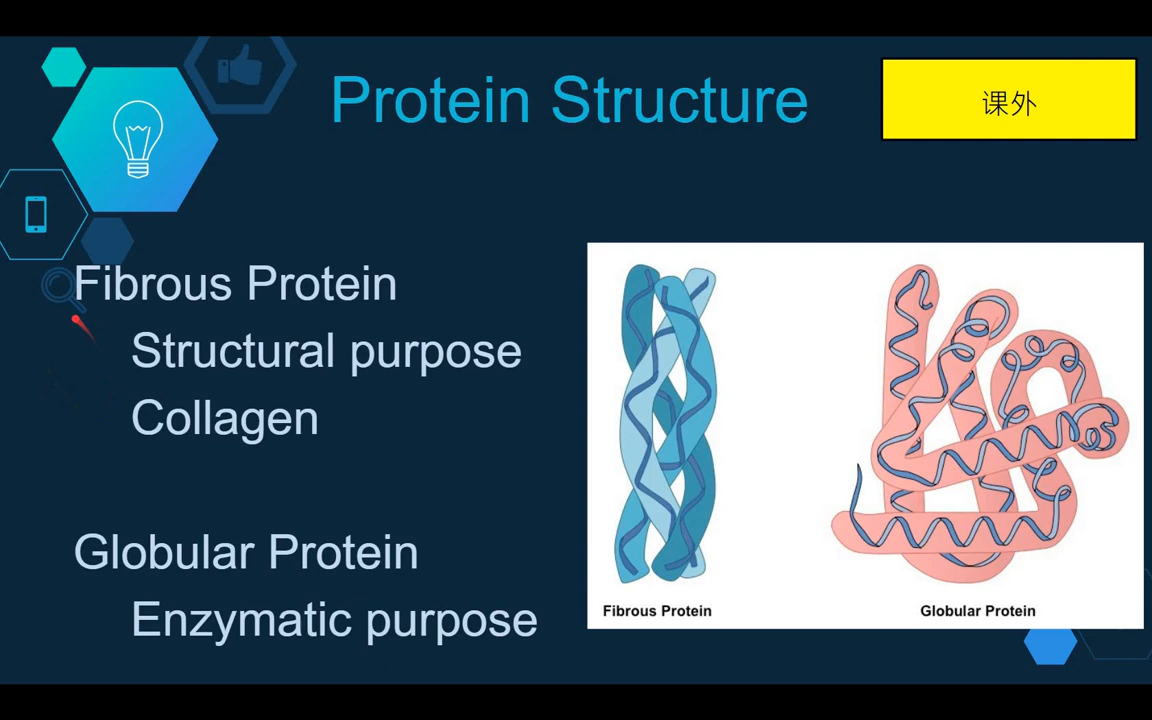 Protein Structure
课外
Fibrous Protein
Structural purpose
Collagen
Globular Protein
Enzymatic purpose
Fibrous Protein
Globular Protein